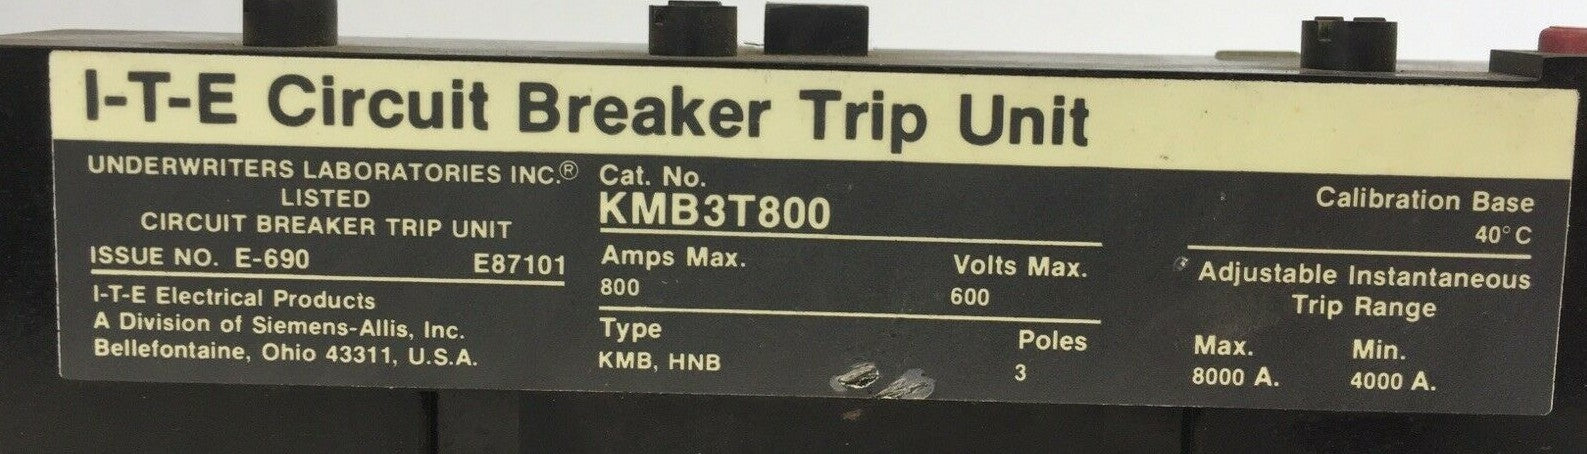 I-T-E Circuit Breaker Trip Unit
UNDERWRITERS LABORATORIES INC.®
LISTED
CIRCUIT BREAKER TRIP UNIT
ISSUE NO. E-690 E87101
I-T-E Electrical Products
A Division of Siemens-Allis, Inc.
Bellefontaine, Ohio 43311, U.S.A.
Cat. No.
KMB3T800
Amps Max. Volts Max.
800 600
Type Poles
KMB, HNB 3
Calibration Base
40° C
Adjustable Instantaneous
Trip Range
Max. Min.
8000 A. 4000 A.